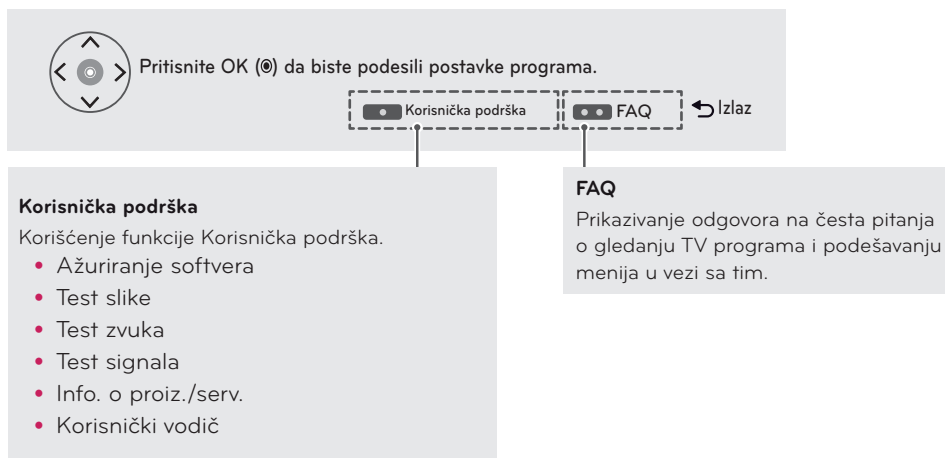 Pritisnite OK (◉) da biste podesili postavke programa.
Korisnička podrška FAQ Izlaz
Korisnička podrška
Korišćenje funkcije Korisnička podrška.
• Ažuriranje softvera
• Test slike
• Test zvuka
• Test signala
• Info. o proiz./serv.
• Korisnički vodič
FAQ
Prikazivanje odgovora na česta pitanja
o gledanju TV programa i podešavanju
menija u vezi sa tim.